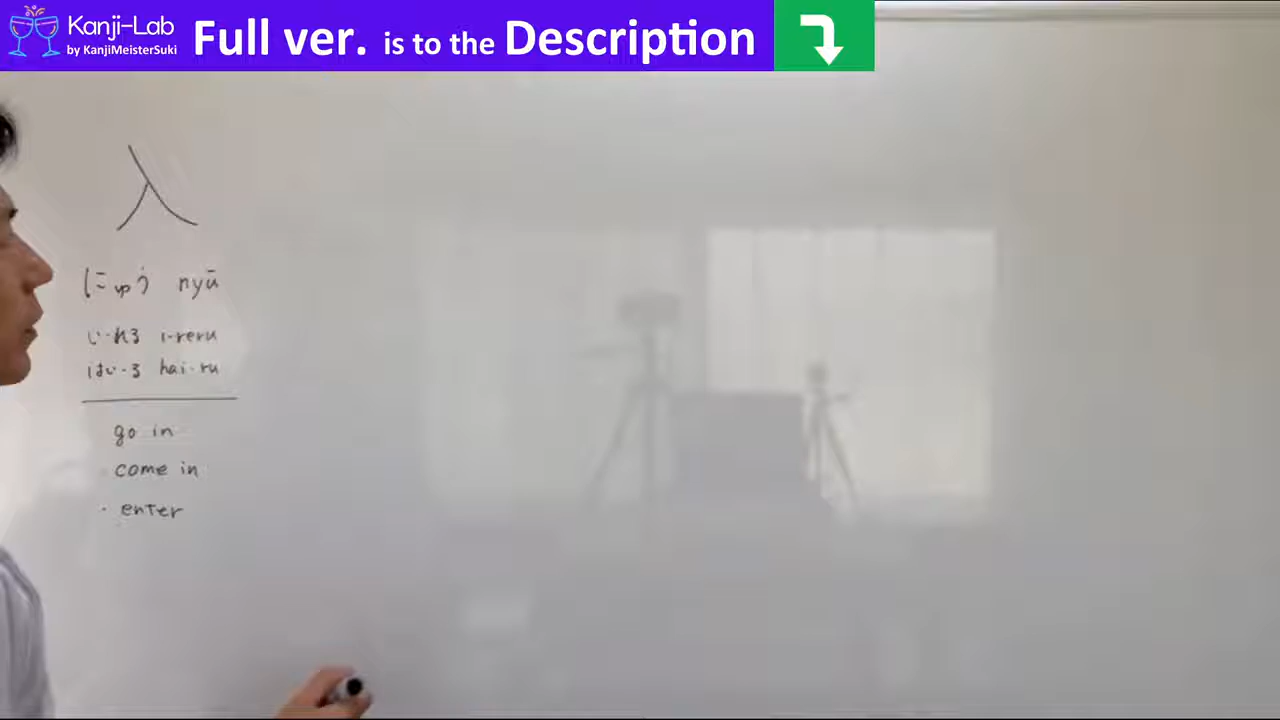 Kanji-Lab
by KanjiMeisterSuki
Full ver. is to the Description
入
にゅう nyū
い-れる i-reru
はい-る hai-ru
go in
come in
・enter